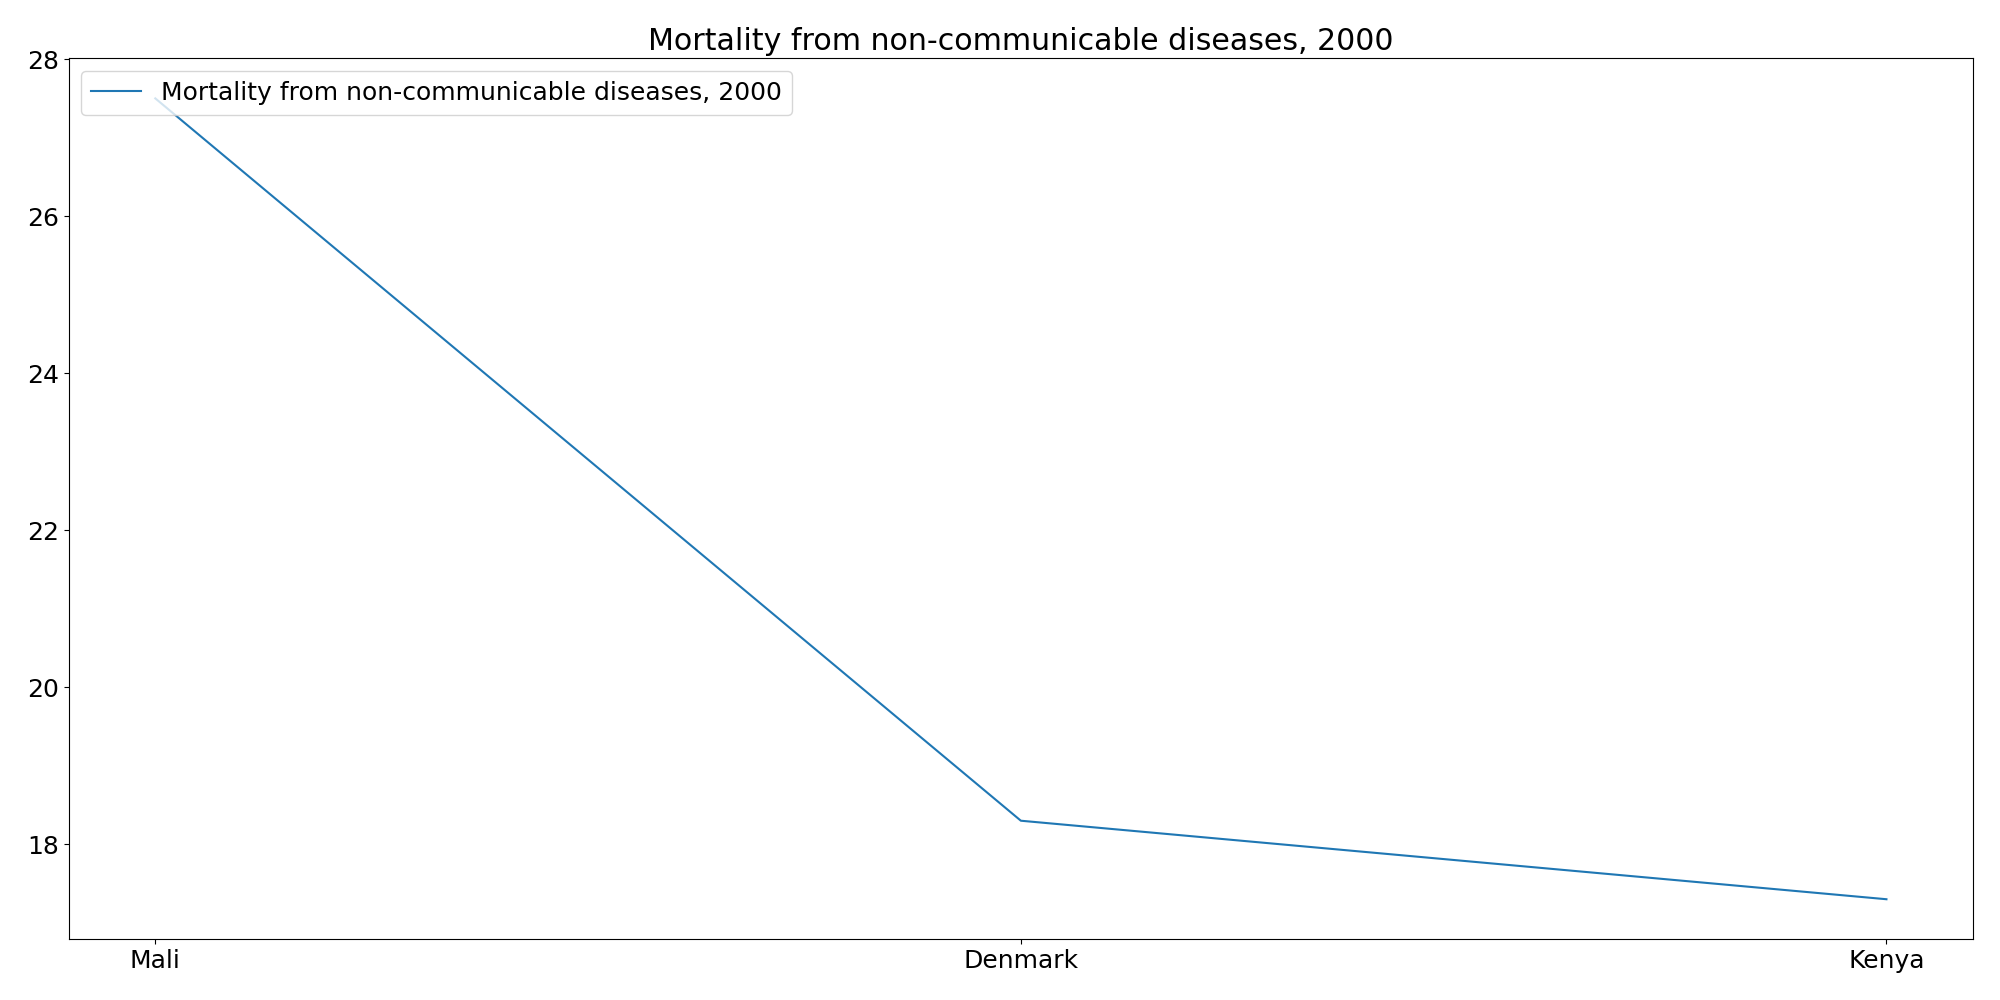 Mortality from non-communicable diseases, 2000
28
Mortality from non-communicable diseases, 2000
26
24
22
20
18
Mali Denmark Kenya